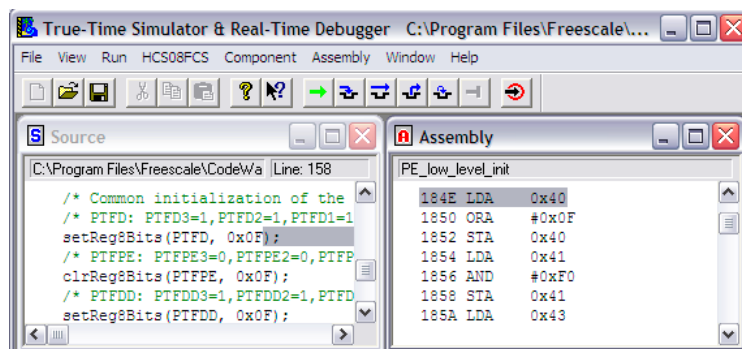 True-Time Simulator & Real-Time Debugger C:\Program Files\Freescale\...
File View Run HCS08FCS Component Assembly Window Help
S Source
C:\Program Files\Freescale\CodeWa Line: 158
/* Common initialization of the
/* PTFD: PTFD3=1,PTFD2=1,PTFD1=1
setReg8Bits(PTFD, 0x0F);
/* PTFPE: PTFPE3=0,PTFPE2=0,PTFP
clrReg8Bits(PTFPE, 0x0F);
/* PTFDD: PTFDD3=1,PTFDD2=1,PTFD
setReg8Bits(PTFDD, 0x0F);
A Assembly
PE_low_level_init
184E LDA 0x40
1850 ORA #0x0F
1852 STA 0x40
1854 LDA 0x41
1856 AND #0xF0
1858 STA 0x41
185A LDA 0x43